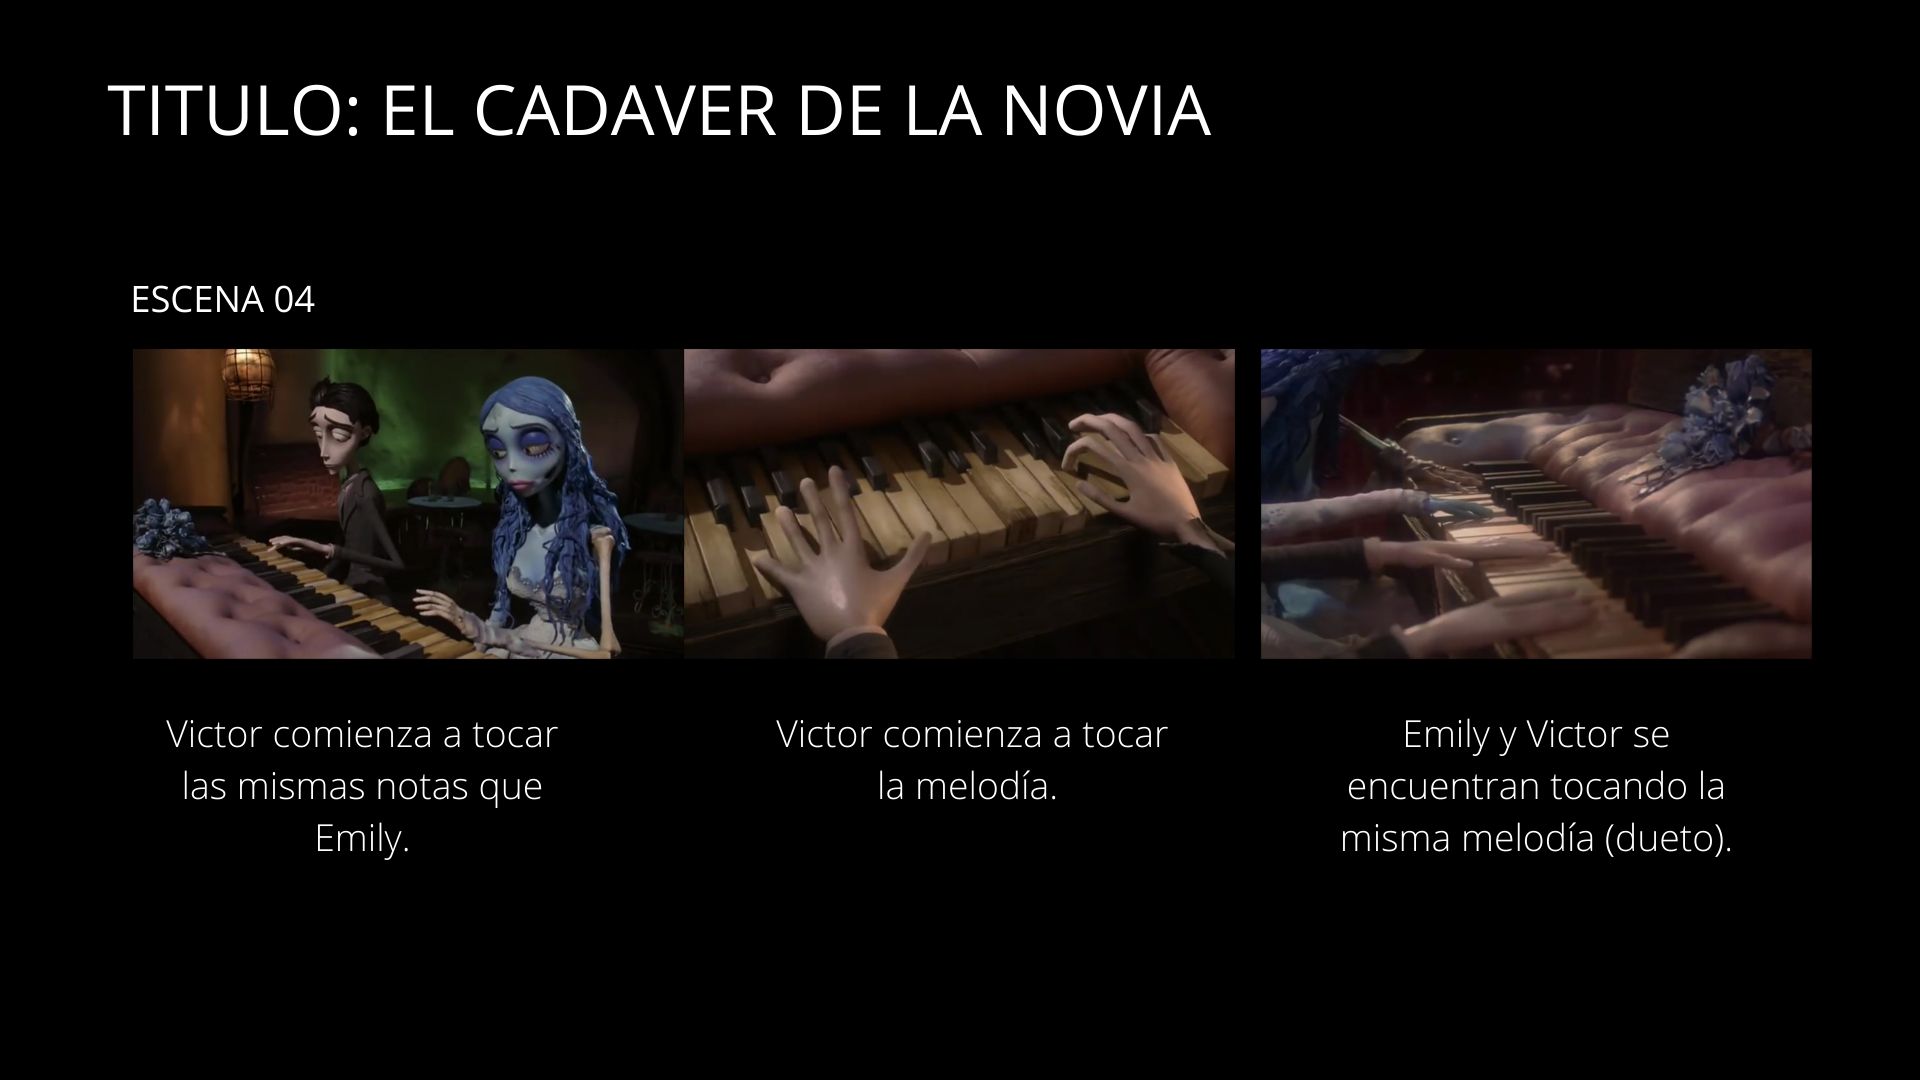 TITULO: EL CADAVER DE LA NOVIA
ESCENA 04
Victor comienza a tocar
las mismas notas que
Emily.
Victor comienza a tocar
la melodía.
Emily y Victor se
encuentran tocando la
misma melodía (dueto).